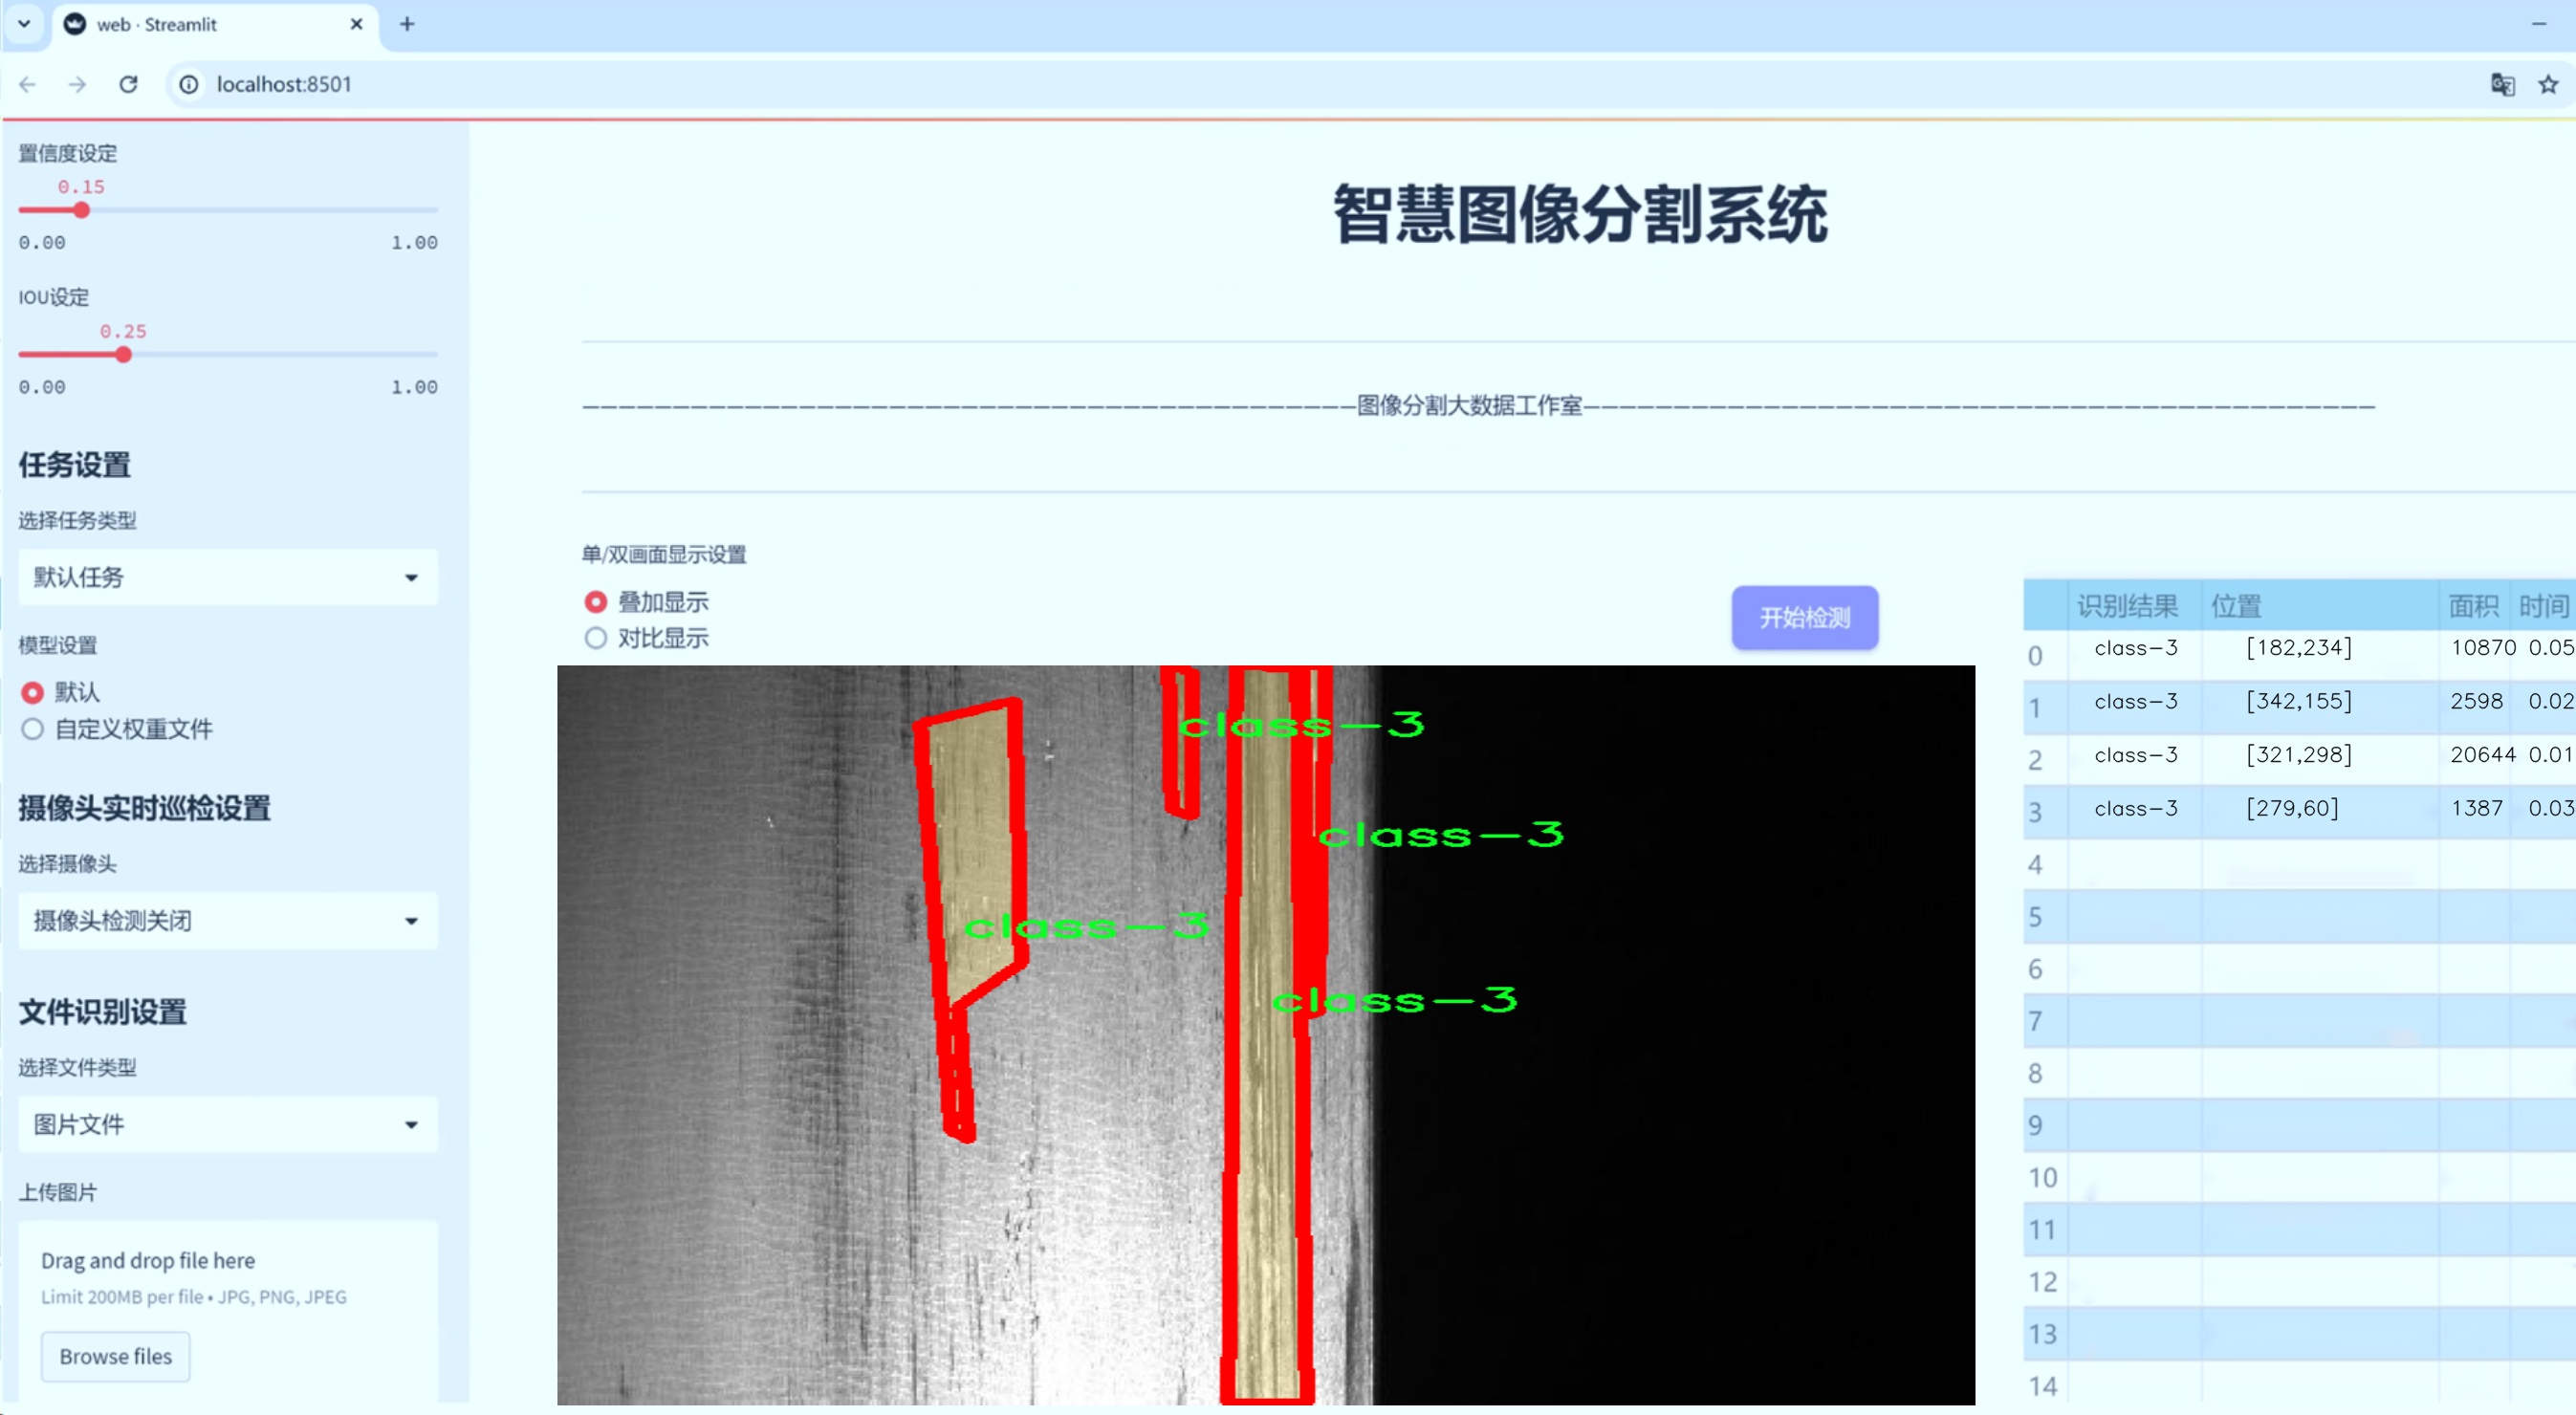 web · Streamlit
localhost:8501
置信度设定
0.15
0.00 1.00
IOU设定
0.25
0.00 1.00
任务设置
选择任务类型
默认任务
模型设置
默认
自定义权重文件
摄像头实时巡检设置
选择摄像头
摄像头检测关闭
文件识别设置
选择文件类型
图片文件
上传图片
Drag and drop file here
Limit 200MB per file • JPG, PNG, JPEG
Browse files
智慧图像分割系统
———————————————————————————————————————————图像分割大数据工作室————————————————————————————————————————————
单/双画面显示设置
叠加显示
对比显示
开始检测
class-3
class-3
class-3
class-3
识别结果 位置 面积 时间
0 class-3 [182,234] 10870 0.05
1 class-3 [342,155] 2598 0.02
2 class-3 [321,298] 20644 0.01
3 class-3 [279,60] 1387 0.03
4
5
6
7
8
9
10
11
12
13
14